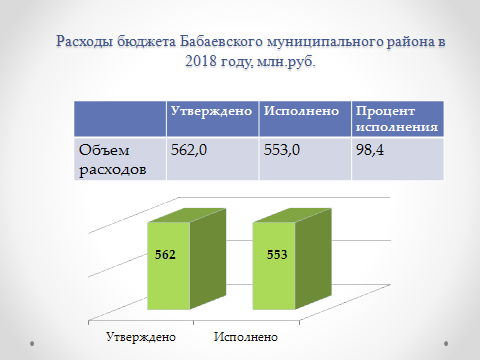 Расходы бюджета Бабаевского муниципального района в
2018 году, млн.руб.
Утверждено Исполнено Процент
исполнения
Объем
расходов 562,0 553,0 98,4
562 553
Утверждено Исполнено